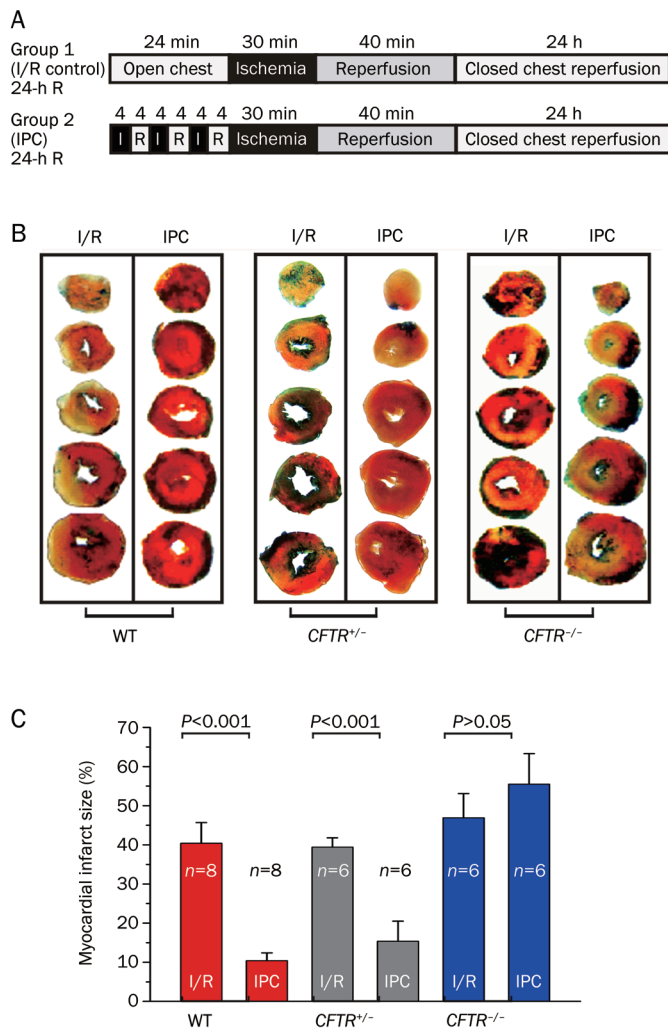 A
24 min 30 min 40 min 24 h
Group 1
(I/R control)
24-h R
Open chest Ischemia Reperfusion Closed chest reperfusion
4 4 4 4 4 4 30 min 40 min 24 h
Group 2
(IPC)
24-h R
I R I R I R Ischemia Reperfusion Closed chest reperfusion
B
I/R IPC I/R IPC I/R IPC
WT CFTR+/– CFTR–/–
C
P<0.001 P<0.001 P>0.05
Myocardial infarct size (%)
70
60
50
40
30
20
10
0
n=8 n=8 n=6 n=6 n=6 n=6
I/R IPC I/R IPC I/R IPC
WT CFTR+/– CFTR–/–